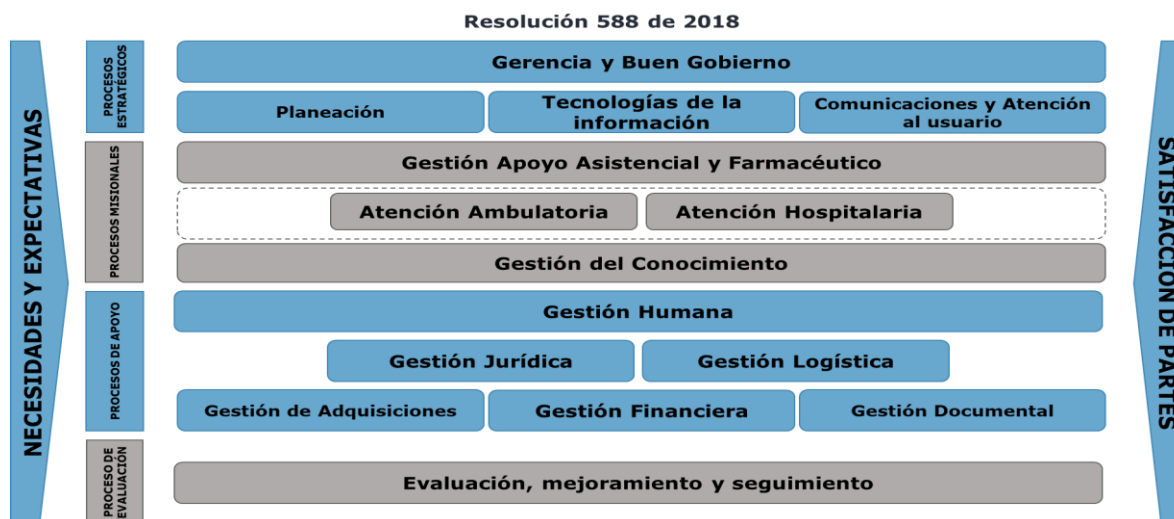 Resolución 588 de 2018
NECESIDADES Y EXPECTATIVAS
PROCESOS
ESTRATÉGICOS
Gerencia y Buen Gobierno
Planeación
Tecnologías de la
información
Comunicaciones y Atención
al usuario
PROCESOS MISIONALES
Gestión Apoyo Asistencial y Farmacéutico
Atención Ambulatoria
Atención Hospitalaria
Gestión del Conocimiento
PROCESOS DE APOYO
Gestión Humana
Gestión Jurídica
Gestión Logística
Gestión de Adquisiciones
Gestión Financiera
Gestión Documental
PROCESO DE
EVALUACIÓN
Evaluación, mejoramiento y seguimiento
SATISFACCIÓN DE PARTES